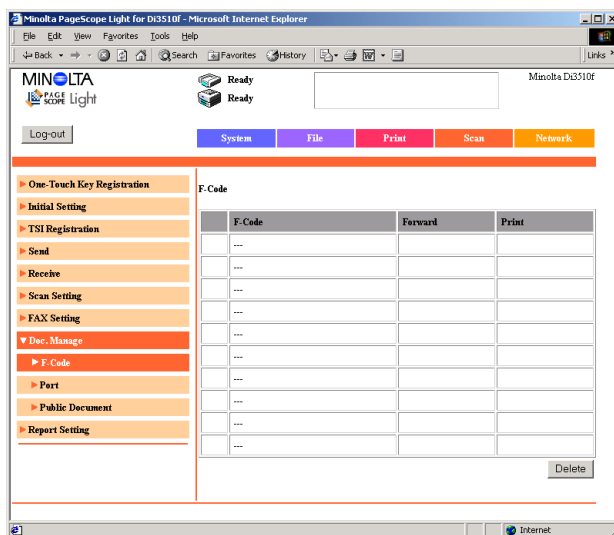 Minolta PageScope Light for Di3510f - Microsoft Internet Explorer
File Edit View Favorites Tools Help
Back Search Favorites History Links
MINOLTA
PAGE SCOPE Light
Ready
Ready
Minolta Di3510f
Log-out
System File Print Scan Network
One-Touch Key Registration
Initial Setting
TSI Registration
Send
Receive
Scan Setting
FAX Setting
Doc. Manage
F-Code
Port
Public Document
Report Setting
F-Code
F-Code Forward Print
---
---
---
---
---
---
---
---
---
---
Delete
Internet